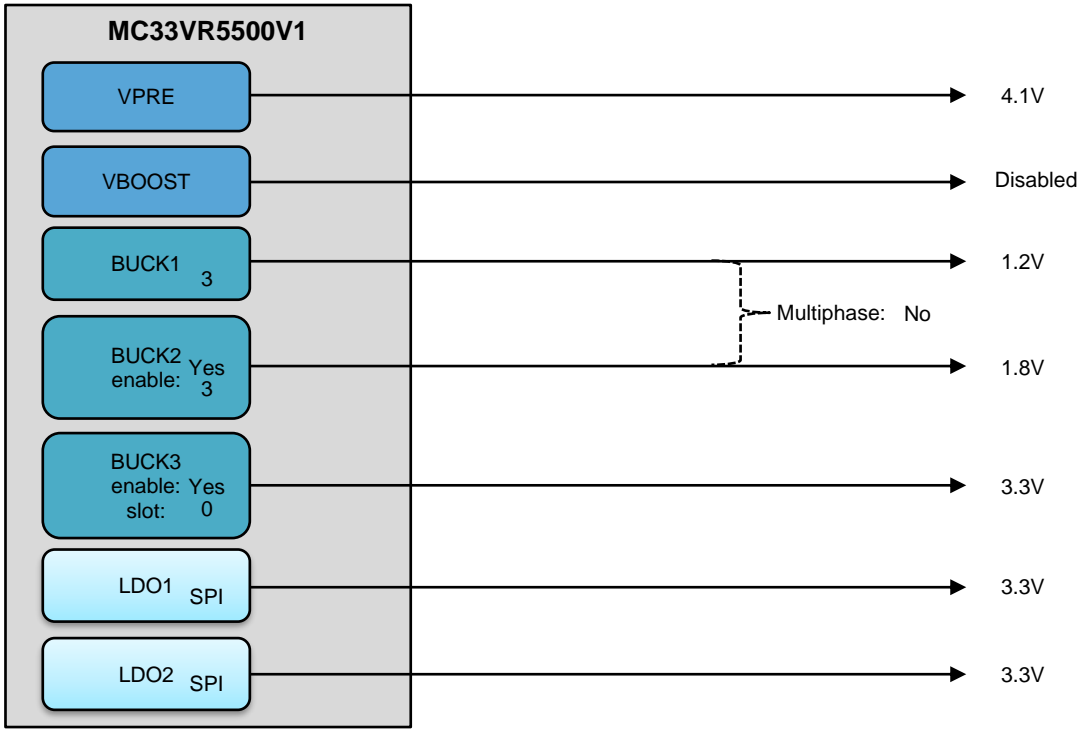 MC33VR5500V1
VPRE
4.1V
VBOOST
Disabled
BUCK1
3
1.2V
Multiphase: No
BUCK2
enable: Yes
3
1.8V
BUCK3
enable: Yes
slot: 0
3.3V
LDO1 SPI
3.3V
LDO2 SPI
3.3V